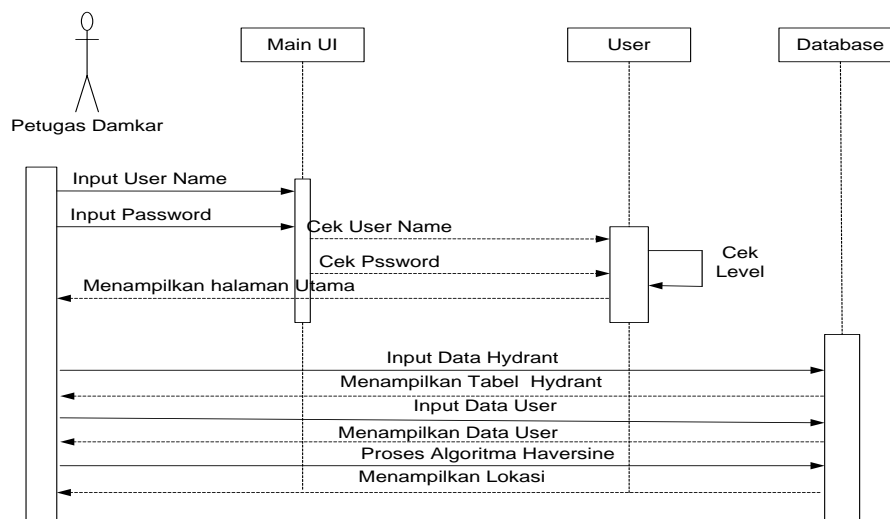 Main UI
User
Database
Petugas Damkar
Input User Name
Input Password
Cek User Name
Cek Pssword
Cek
Level
Menampilkan halaman Utama
Input Data Hydrant
Menampilkan Tabel Hydrant
Input Data User
Menampilkan Data User
Proses Algoritma Haversine
Menampilkan Lokasi